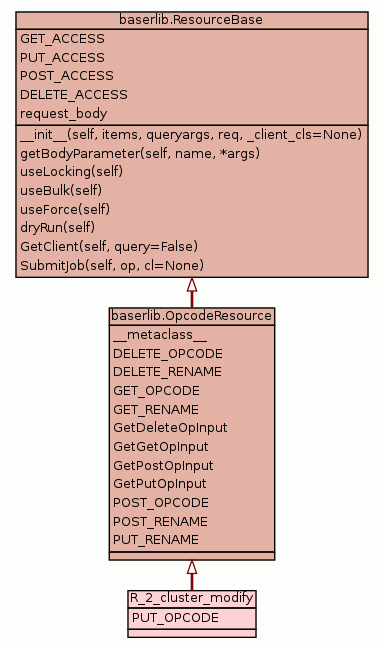 baserlib.ResourceBase
GET_ACCESS
PUT_ACCESS
POST_ACCESS
DELETE_ACCESS
request_body
__init__(self, items, queryargs, req, _client_cls=None)
getBodyParameter(self, name, *args)
useLocking(self)
useBulk(self)
useForce(self)
dryRun(self)
GetClient(self, query=False)
SubmitJob(self, op, cl=None)
baserlib.OpcodeResource
__metaclass__
DELETE_OPCODE
DELETE_RENAME
GET_OPCODE
GET_RENAME
GetDeleteOpInput
GetGetOpInput
GetPostOpInput
GetPutOpInput
POST_OPCODE
POST_RENAME
PUT_RENAME
R_2_cluster_modify
PUT_OPCODE